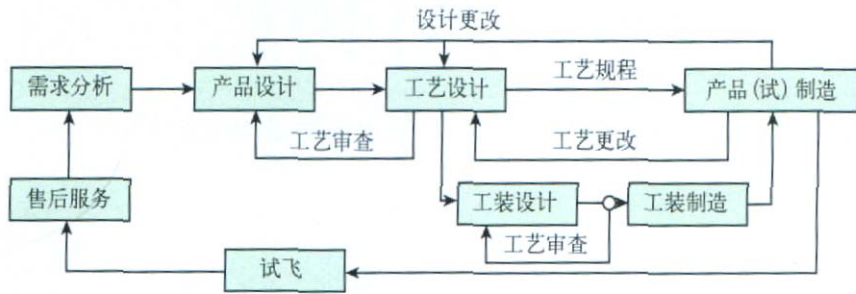 设计更改
需求分析
产品设计
工艺设计
工艺规程
产品(试)制造
工艺审查
工艺更改
售后服务
工装设计
工装制造
工艺审查
试飞